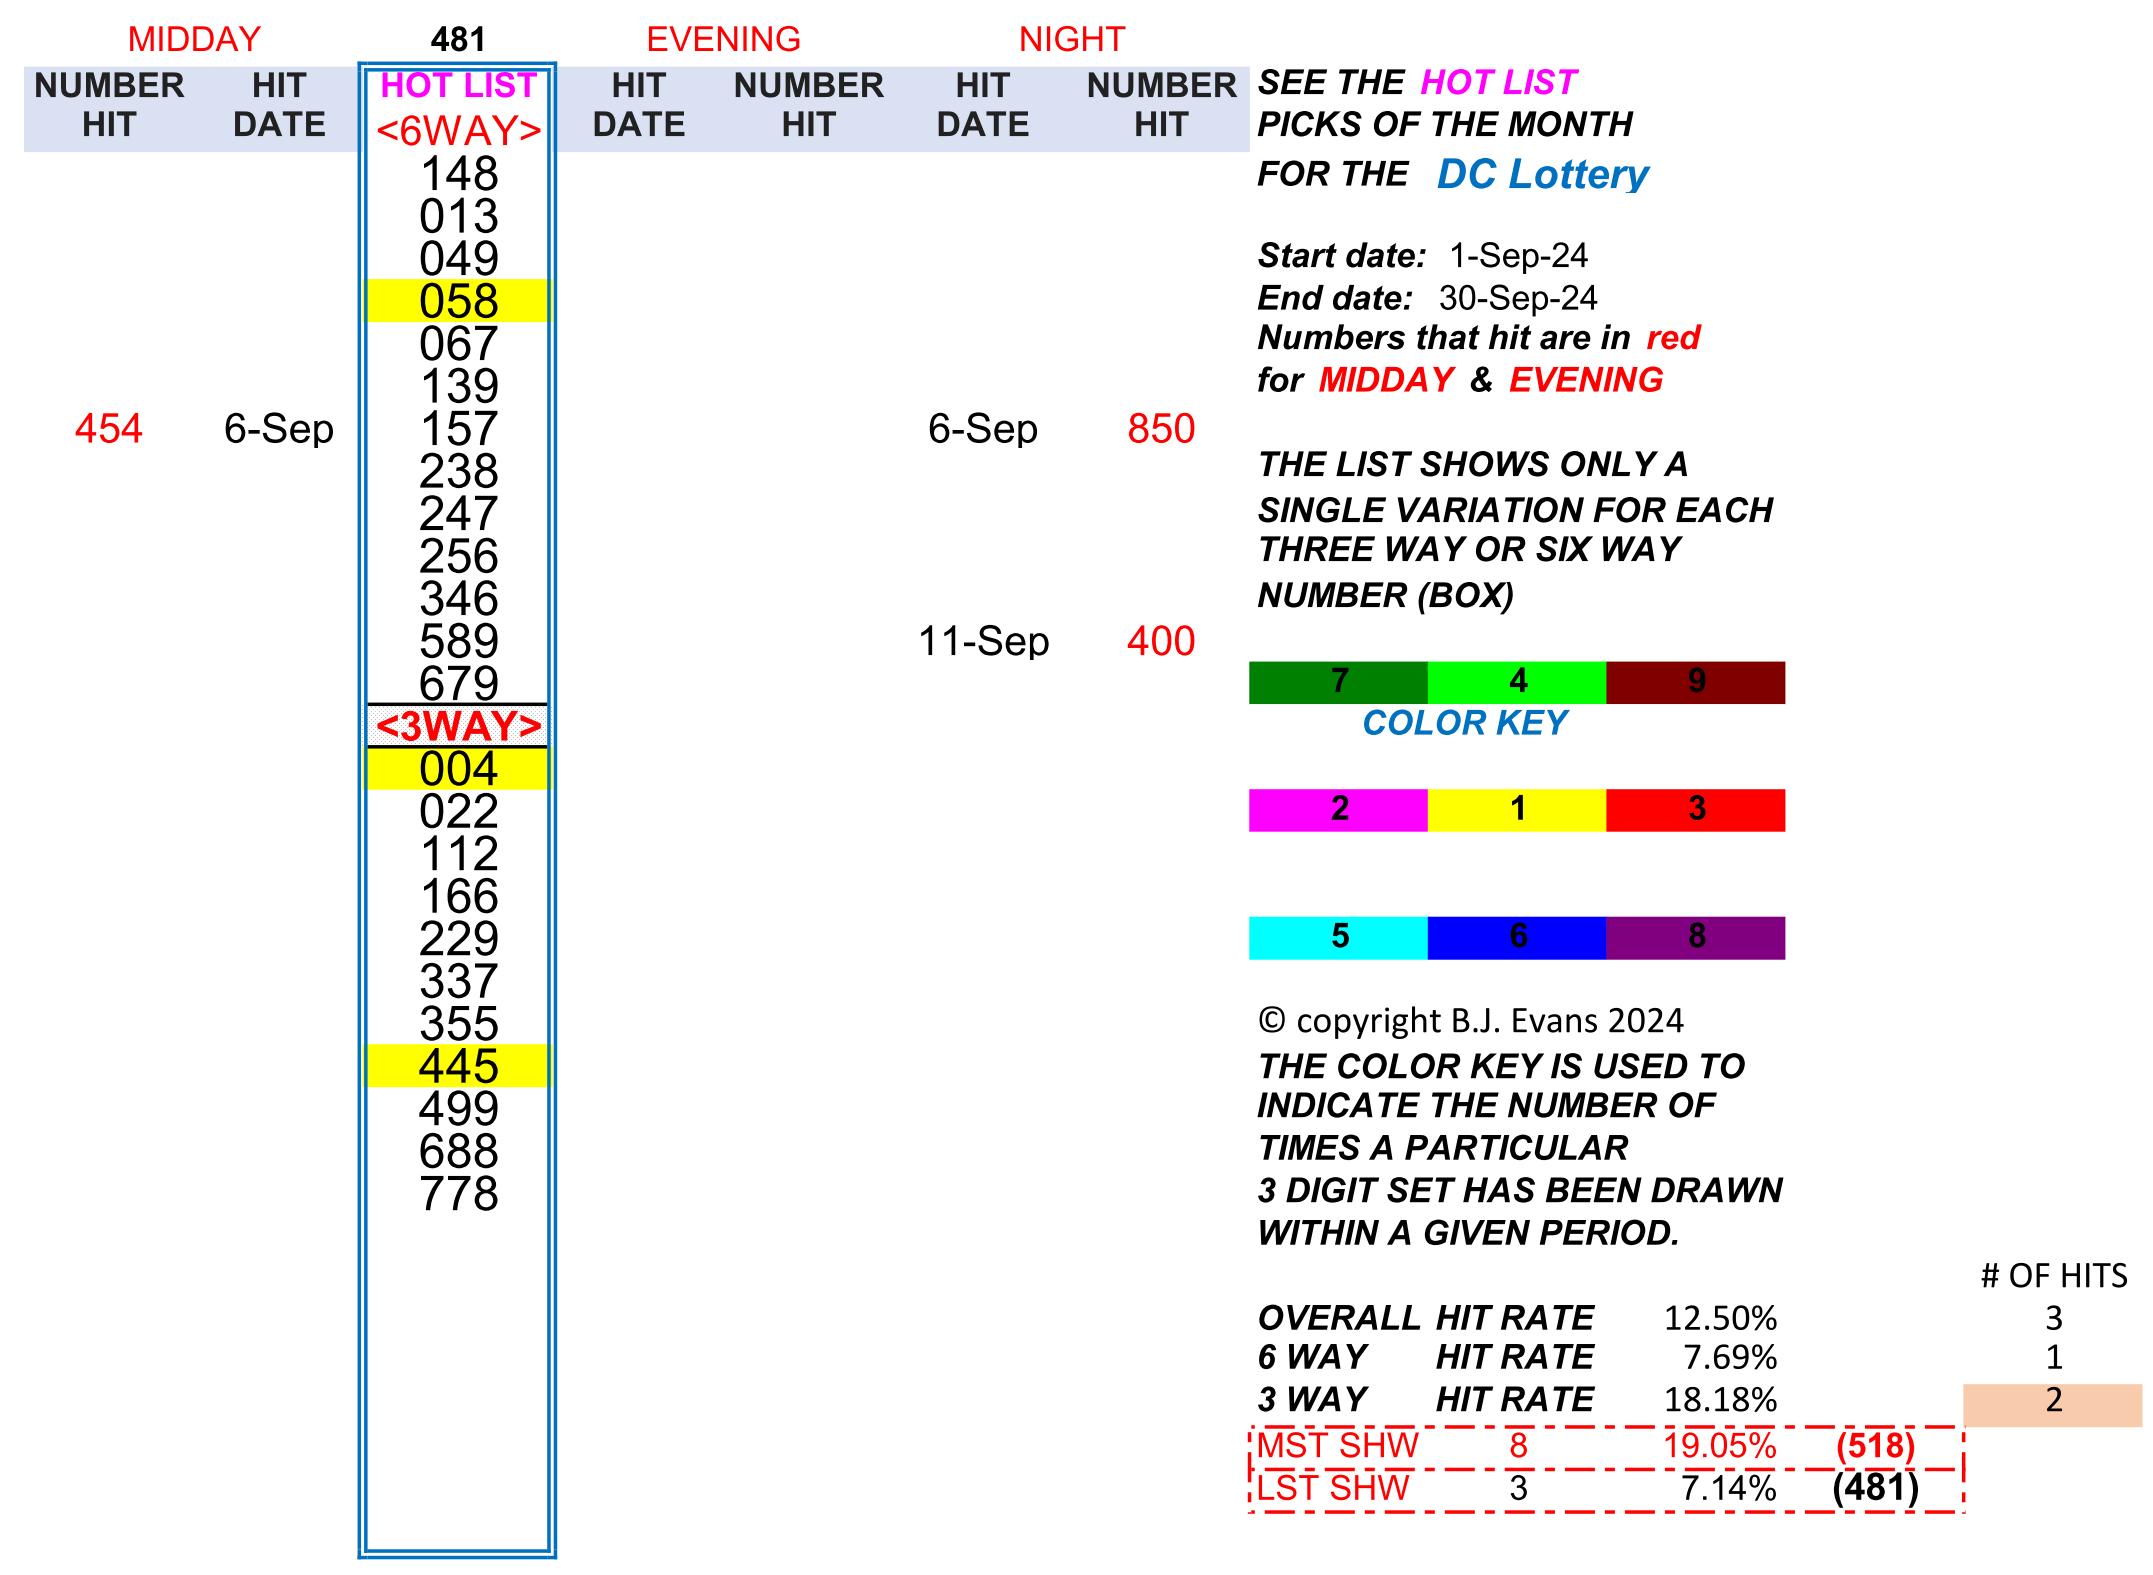 MIDDAY 481 EVENING NIGHT
NUMBER HIT HOT LIST HIT NUMBER HIT NUMBER
HIT DATE <6WAY> DATE HIT DATE HIT
148
013
049
058
067
139
454 6-Sep 157 6-Sep 850
238
247
256
346
589 11-Sep 400
679
<3WAY>
004
022
112
166
229
337
355
445
499
688
778
SEE THE HOT LIST
PICKS OF THE MONTH
FOR THE DC Lottery
Start date: 1-Sep-24
End date: 30-Sep-24
Numbers that hit are in red
for MIDDAY & EVENING
THE LIST SHOWS ONLY A
SINGLE VARIATION FOR EACH
THREE WAY OR SIX WAY
NUMBER (BOX)
7 4 9
COLOR KEY
2 1 3
5 6 8
© copyright B.J. Evans 2024
THE COLOR KEY IS USED TO
INDICATE THE NUMBER OF
TIMES A PARTICULAR
3 DIGIT SET HAS BEEN DRAWN
WITHIN A GIVEN PERIOD.
# OF HITS
OVERALL HIT RATE 12.50% 3
6 WAY HIT RATE 7.69% 1
3 WAY HIT RATE 18.18% 2
MST SHW 8 19.05% (518)
LST SHW 3 7.14% (481)